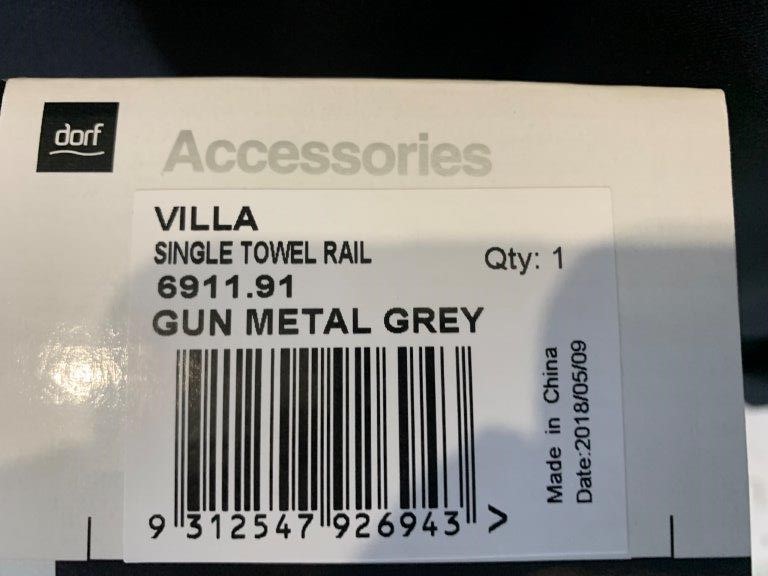 dorf
Accessories
VILLA
SINGLE TOWEL RAIL
Qty: 1
6911.91
GUN METAL GREY
Made in China
Date:2018/05/09
9 312547 926943 >